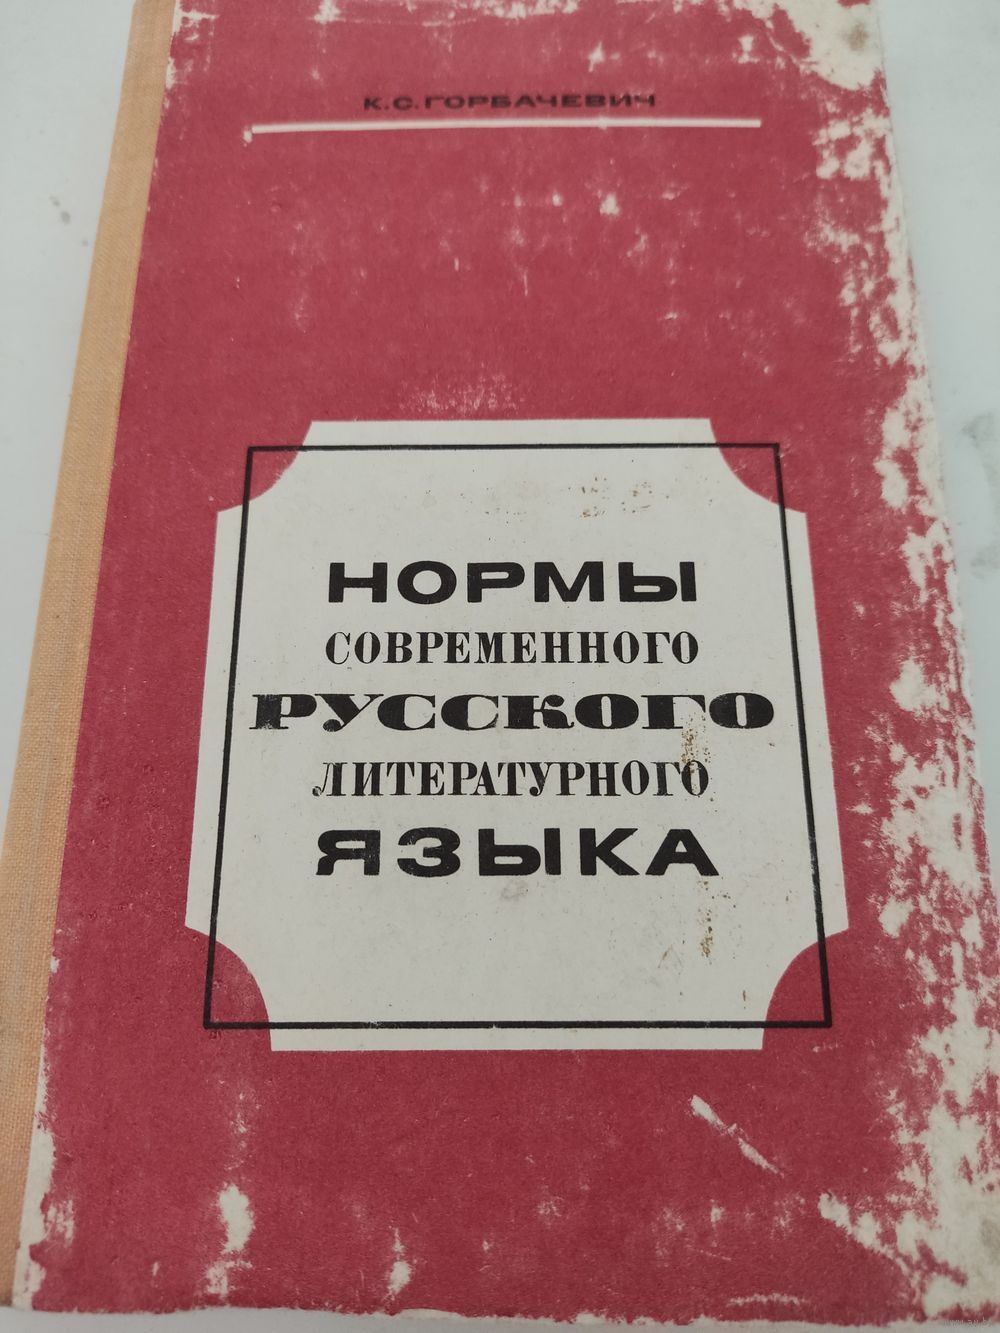 К.С.ГОРБАЧЕВИЧ
НОРМЫ
СОВРЕМЕННОГО
РУССКОГО
ЛИТЕРАТУРНОГО
ЯЗЫКА